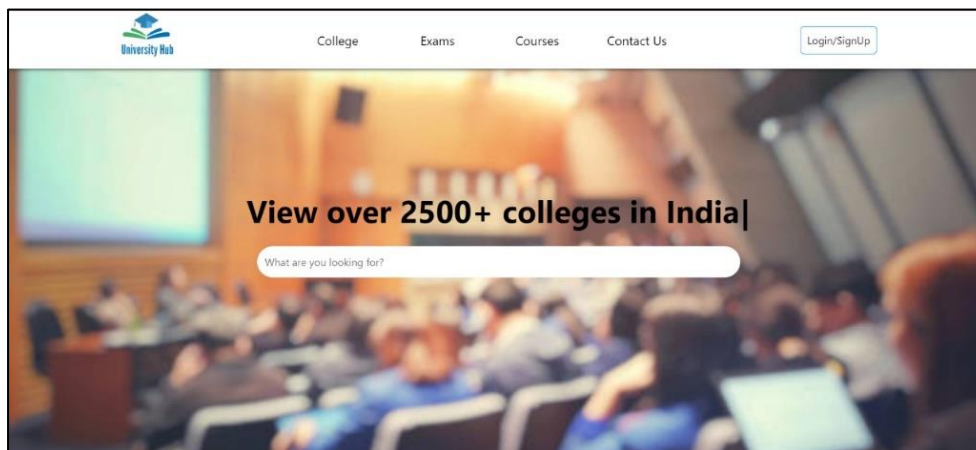 University Hub
College
Exams
Courses
Contact Us
Login/SignUp
View over 2500+ colleges in India|
What are you looking for?